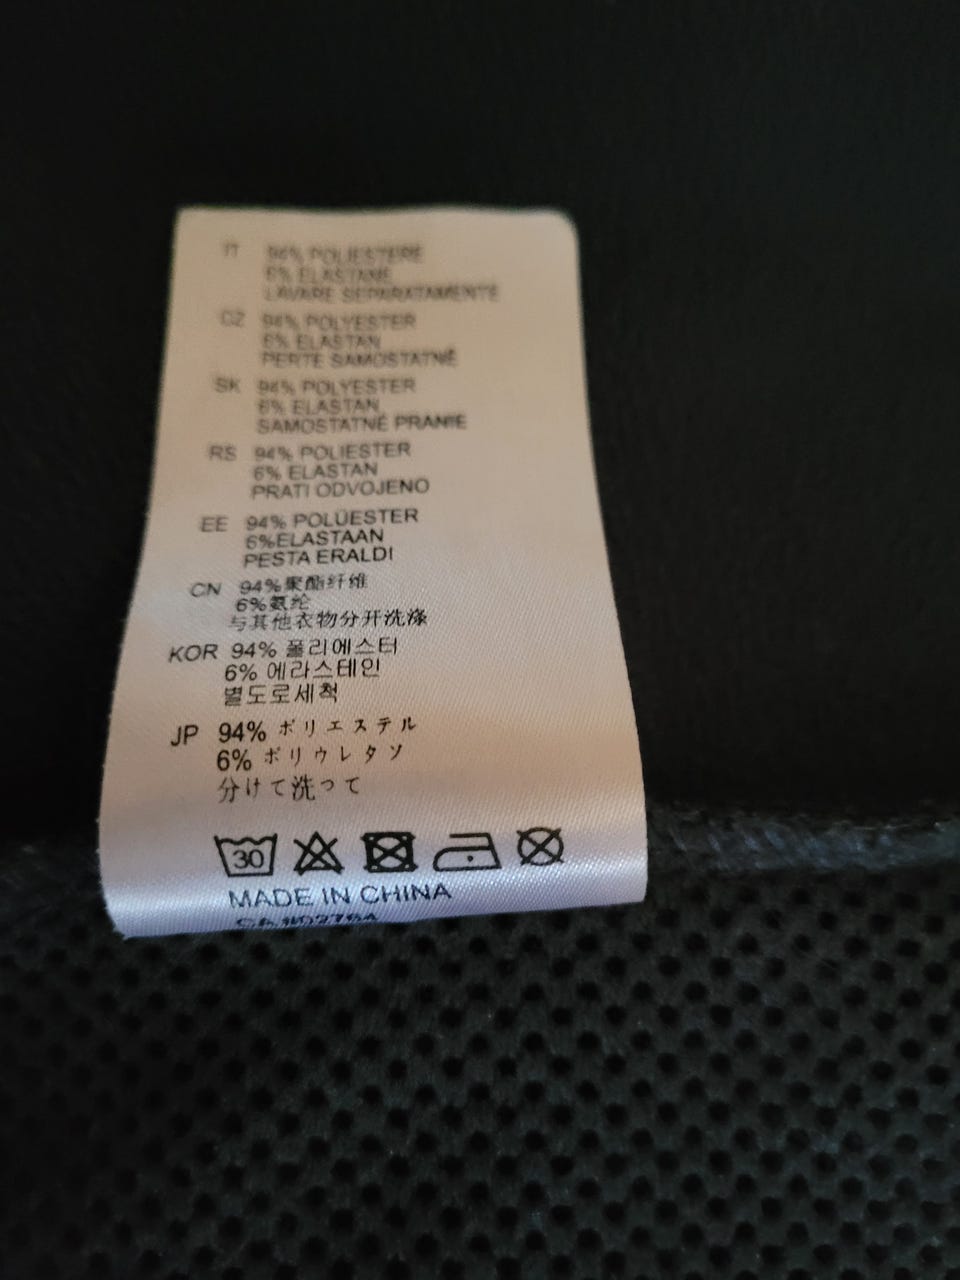 IT 94% POLIESTERE
6% ELASTANE
LAVARE SEPARATAMENTE
CZ 94% POLYESTER
6% ELASTAN
PERTE SAMOSTATNĚ
SK 94% POLYESTER
6% ELASTAN
SAMOSTATNÉ PRANIE
RS 94% POLIESTER
6% ELASTAN
PRATI ODVOJENO
EE 94% POLÜESTER
6%ELASTAAN
PESTA ERALDI
CN 94%聚酯纤维
6%氨纶
与其他衣物分开洗涤
KOR 94% 폴리에스터
6% 에라스테인
별도로세척
JP 94% ポリエステル
6% ポリウレタソ
分けて洗って
30
MADE IN CHINA
CA #02764